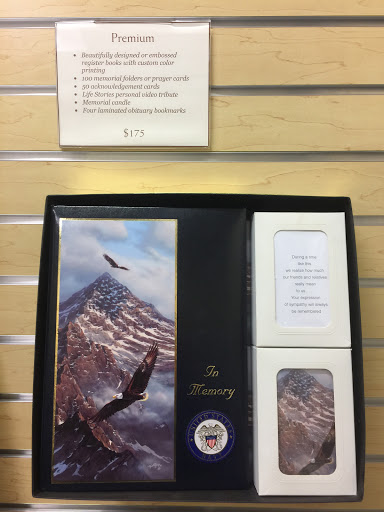 Premium
• Beautifully designed or embossed
register books with custom color
printing
• 100 memorial folders or prayer cards
• 50 acknowledgement cards
• Life Stories personal video tribute
• Memorial candle
• Four laminated obituary bookmarks
$175
During a time
like this
we realize how much
our friends and relatives
really mean
to us
Your expression
of sympathy will always
be remembered
In
Memory
UNITED STATES
NAVY